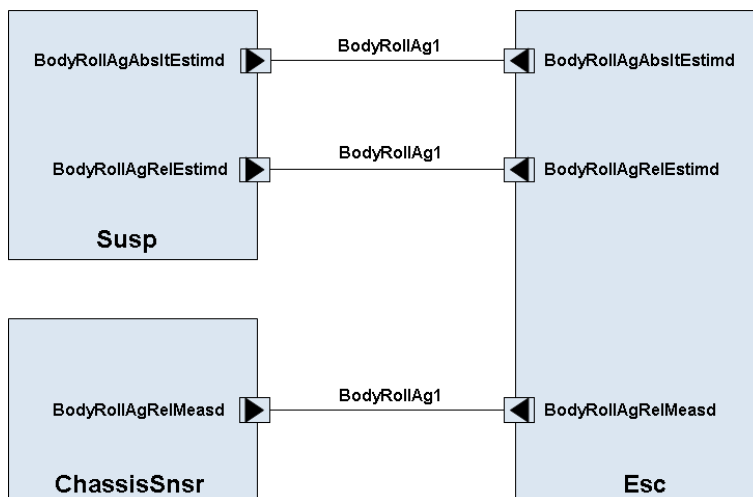 BodyRollAg1
BodyRollAgAbsltEstimd
BodyRollAgAbsltEstimd
BodyRollAg1
BodyRollAgRelEstimd
BodyRollAgRelEstimd
Susp
BodyRollAg1
BodyRollAgRelMeasd
BodyRollAgRelMeasd
ChassisSnsr
Esc